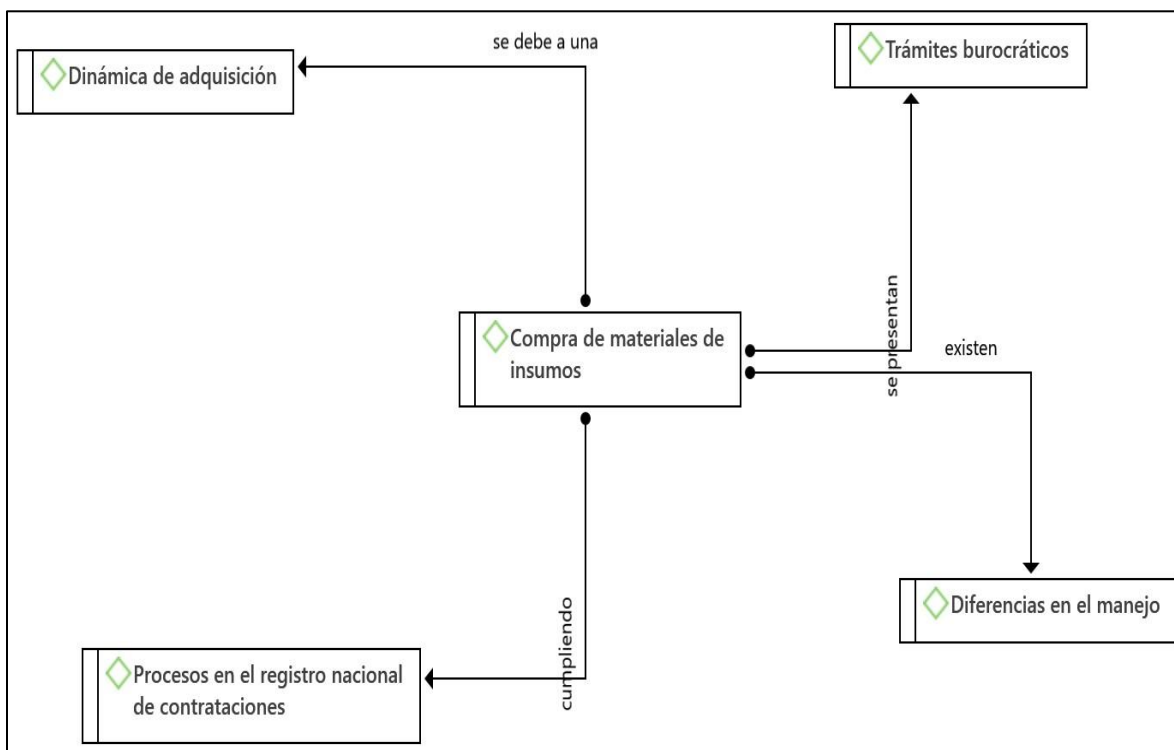 se debe a una
Dinámica de adquisición
Trámites burocráticos
Compra de materiales de
insumos
se presentan
existen
Diferencias en el manejo
cumpliendo
Procesos en el registro nacional
de contrataciones